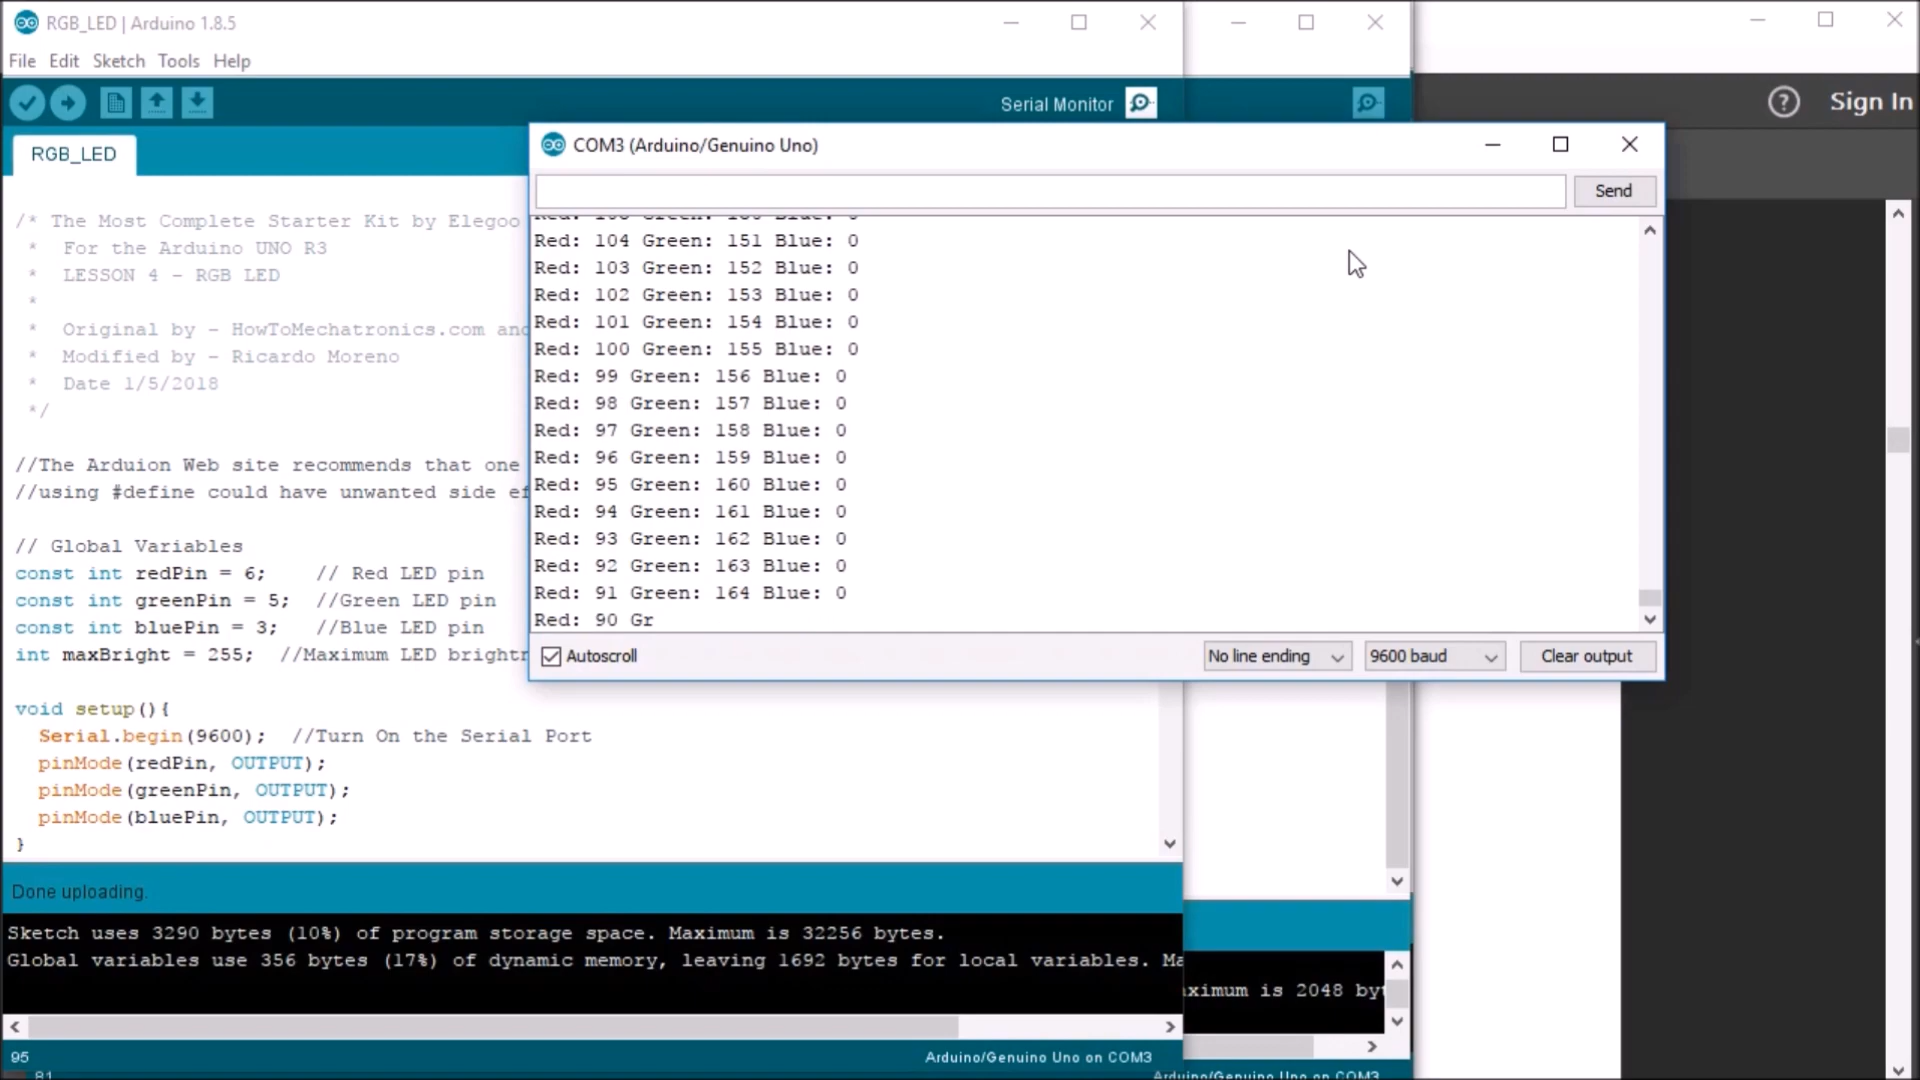 RGB_LED | Arduino 1.8.5
File Edit Sketch Tools Help
Serial Monitor
Sign In
RGB_LED
/* The Most Complete Starter Kit by Elegoo
* For the Arduino UNO R3
* LESSON 4 - RGB LED
*
* Original by - HowToMechatronics.com and
* Modified by - Ricardo Moreno
* Date 1/5/2018
*/
//The Arduion Web site recommends that one
//using #define could have unwanted side ef
// Global Variables
const int redPin = 6; // Red LED pin
const int greenPin = 5; //Green LED pin
const int bluePin = 3; //Blue LED pin
int maxBright = 255; //Maximum LED brightn
void setup(){
Serial.begin(9600); //Turn On the Serial Port
pinMode(redPin, OUTPUT);
pinMode(greenPin, OUTPUT);
pinMode(bluePin, OUTPUT);
}
COM3 (Arduino/Genuino Uno)
Send
Red: 104 Green: 151 Blue: 0
Red: 103 Green: 152 Blue: 0
Red: 102 Green: 153 Blue: 0
Red: 101 Green: 154 Blue: 0
Red: 100 Green: 155 Blue: 0
Red: 99 Green: 156 Blue: 0
Red: 98 Green: 157 Blue: 0
Red: 97 Green: 158 Blue: 0
Red: 96 Green: 159 Blue: 0
Red: 95 Green: 160 Blue: 0
Red: 94 Green: 161 Blue: 0
Red: 93 Green: 162 Blue: 0
Red: 92 Green: 163 Blue: 0
Red: 91 Green: 164 Blue: 0
Red: 90 Gr
Autoscroll
No line ending
9600 baud
Clear output
Done uploading.
Sketch uses 3290 bytes (10%) of program storage space. Maximum is 32256 bytes.
Global variables use 356 bytes (17%) of dynamic memory, leaving 1692 bytes for local variables. Ma
ximum is 2048 byt
95
Arduino/Genuino Uno on COM3
81
Arduino/Genuino Uno on COM3